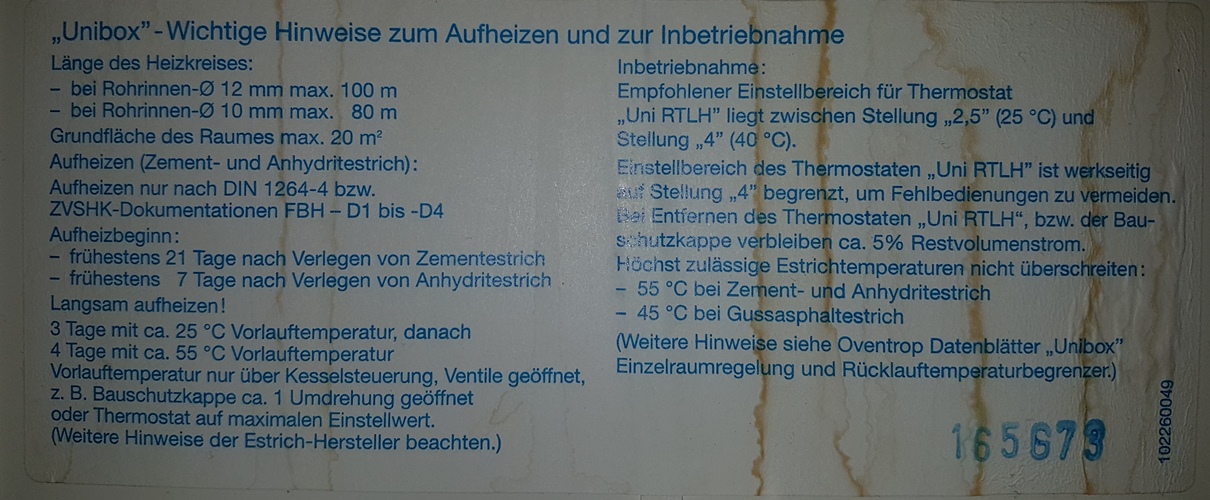 „Unibox”-Wichtige Hinweise zum Aufheizen und zur Inbetriebnahme
Länge des Heizkreises:
– bei Rohrinnen-Ø 12 mm max. 100 m
– bei Rohrinnen-Ø 10 mm max. 80 m
Grundfläche des Raumes max. 20 m²
Aufheizen (Zement- und Anhydritestrich):
Aufheizen nur nach DIN 1264-4 bzw.
ZVSHK-Dokumentationen FBH – D1 bis -D4
Aufheizbeginn:
– frühestens 21 Tage nach Verlegen von Zementestrich
– frühestens 7 Tage nach Verlegen von Anhydritestrich
Langsam aufheizen!
3 Tage mit ca. 25 °C Vorlauftemperatur, danach
4 Tage mit ca. 55 °C Vorlauftemperatur
Vorlauftemperatur nur über Kesselsteuerung, Ventile geöffnet,
z. B. Bauschutzkappe ca. 1 Umdrehung geöffnet
oder Thermostat auf maximalen Einstellwert.
(Weitere Hinweise der Estrich-Hersteller beachten.)
Inbetriebnahme:
Empfohlener Einstellbereich für Thermostat
„Uni RTLH” liegt zwischen Stellung „2,5” (25 °C) und
Stellung „4” (40 °C).
Einstellbereich des Thermostaten „Uni RTLH” ist werkseitig
auf Stellung „4” begrenzt, um Fehlbedienungen zu vermeiden.
Bei Entfernen des Thermostaten „Uni RTLH“, bzw. der Bau-
schutzkappe verbleiben ca. 5% Restvolumenstrom.
Höchst zulässige Estrichtemperaturen nicht überschreiten:
– 55 °C bei Zement- und Anhydritestrich
– 45 °C bei Gussasphaltestrich
(Weitere Hinweise siehe Oventrop Datenblätter „Unibox”
Einzelraumregelung und Rücklauftemperaturbegrenzer.)
102260049